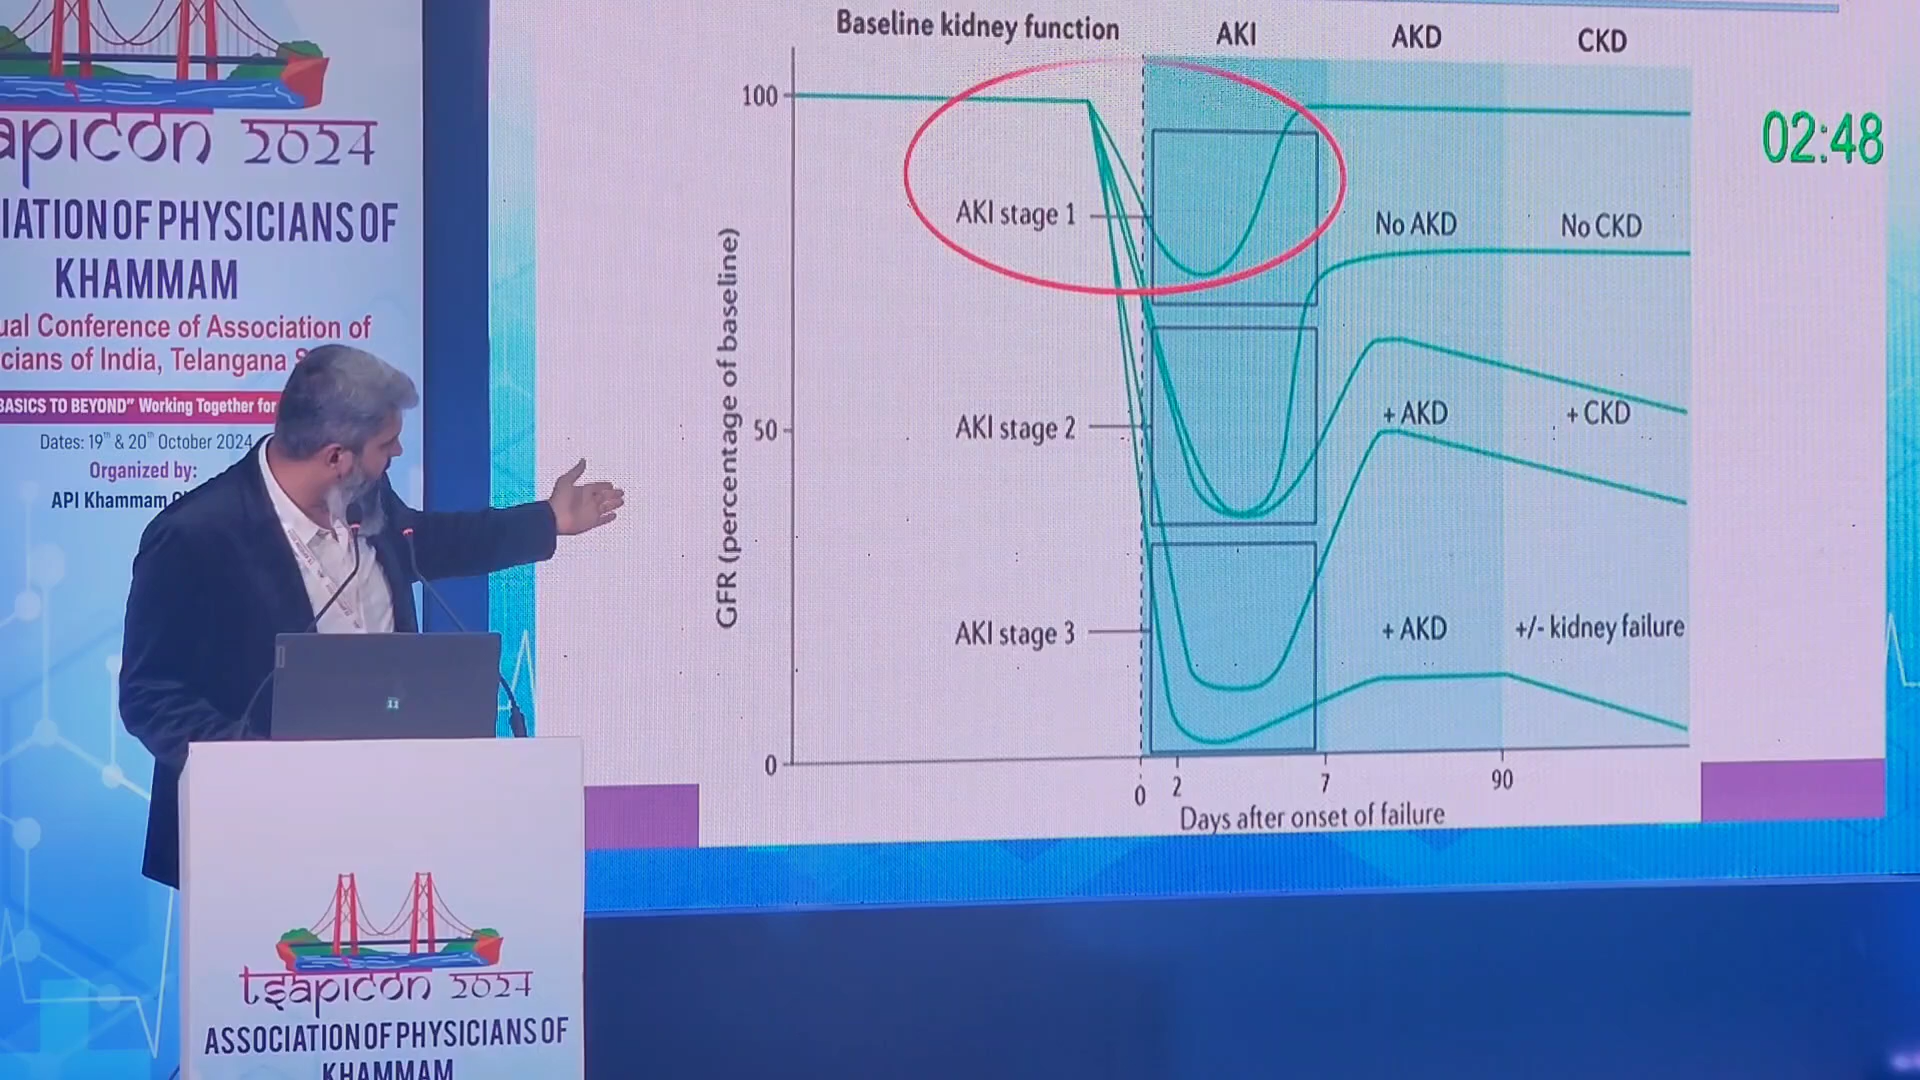 apicon 2024
IATION OF PHYSICIANS OF
KHAMMAM
ual Conference of Association of
cians of India, Telangana
BASICS TO BEYOND" Working Together for
Dates: 19th & 20th October 2024
Organized by:
API Khammam
Baseline kidney function
AKI
AKD
CKD
100
50
0
GFR (percentage of baseline)
AKI stage 1
AKI stage 2
AKI stage 3
No AKD
No CKD
+ AKD
+ CKD
+ AKD
+/- kidney failure
0
2
7
90
Days after onset of failure
02:48
tsapicon 2024
ASSOCIATION OF PHYSICIANS OF
KHAMMAM